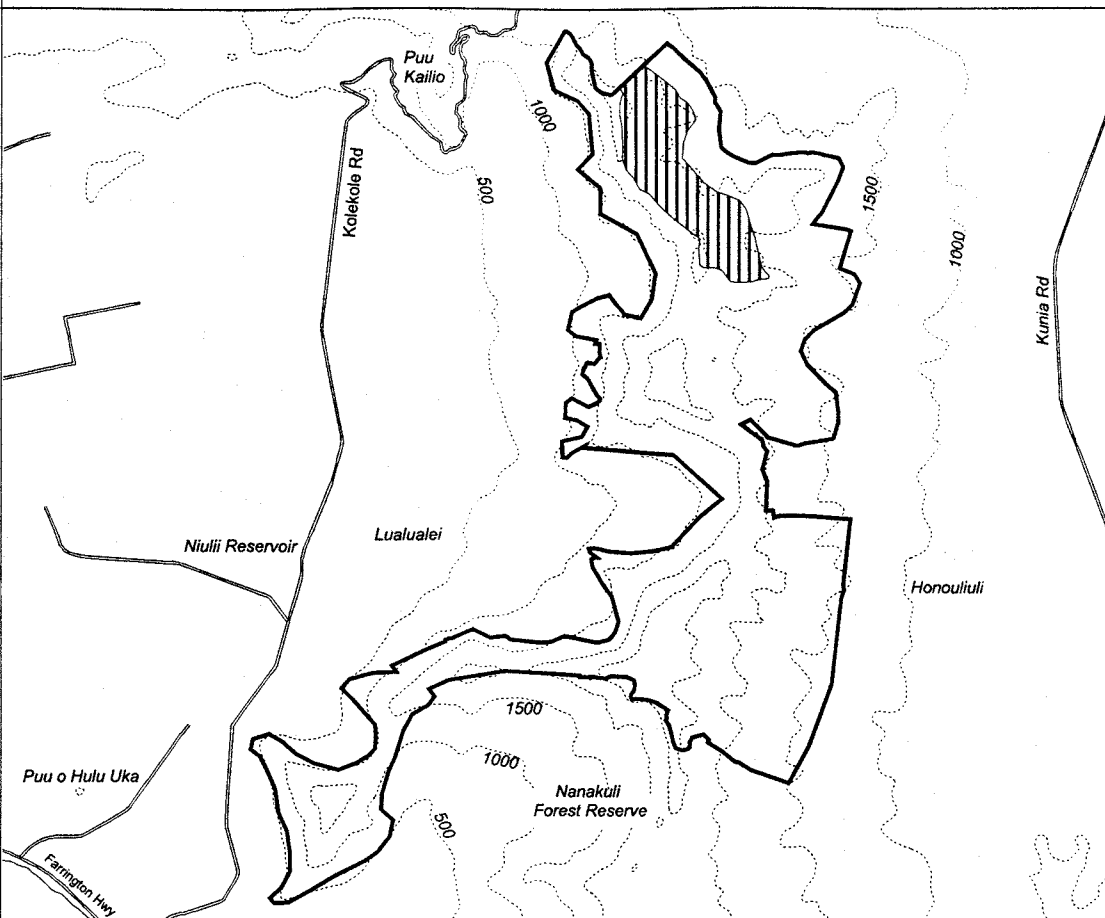 Puu
Kailio
1000
500
Kolekole Rd
1500
1000
Kunia Rd
Niulii Reservoir
Lualualei
Honouliuli
1500
1000
Puu o Hulu Uka
Nanakuli
Forest Reserve
500
Farrington Hwy